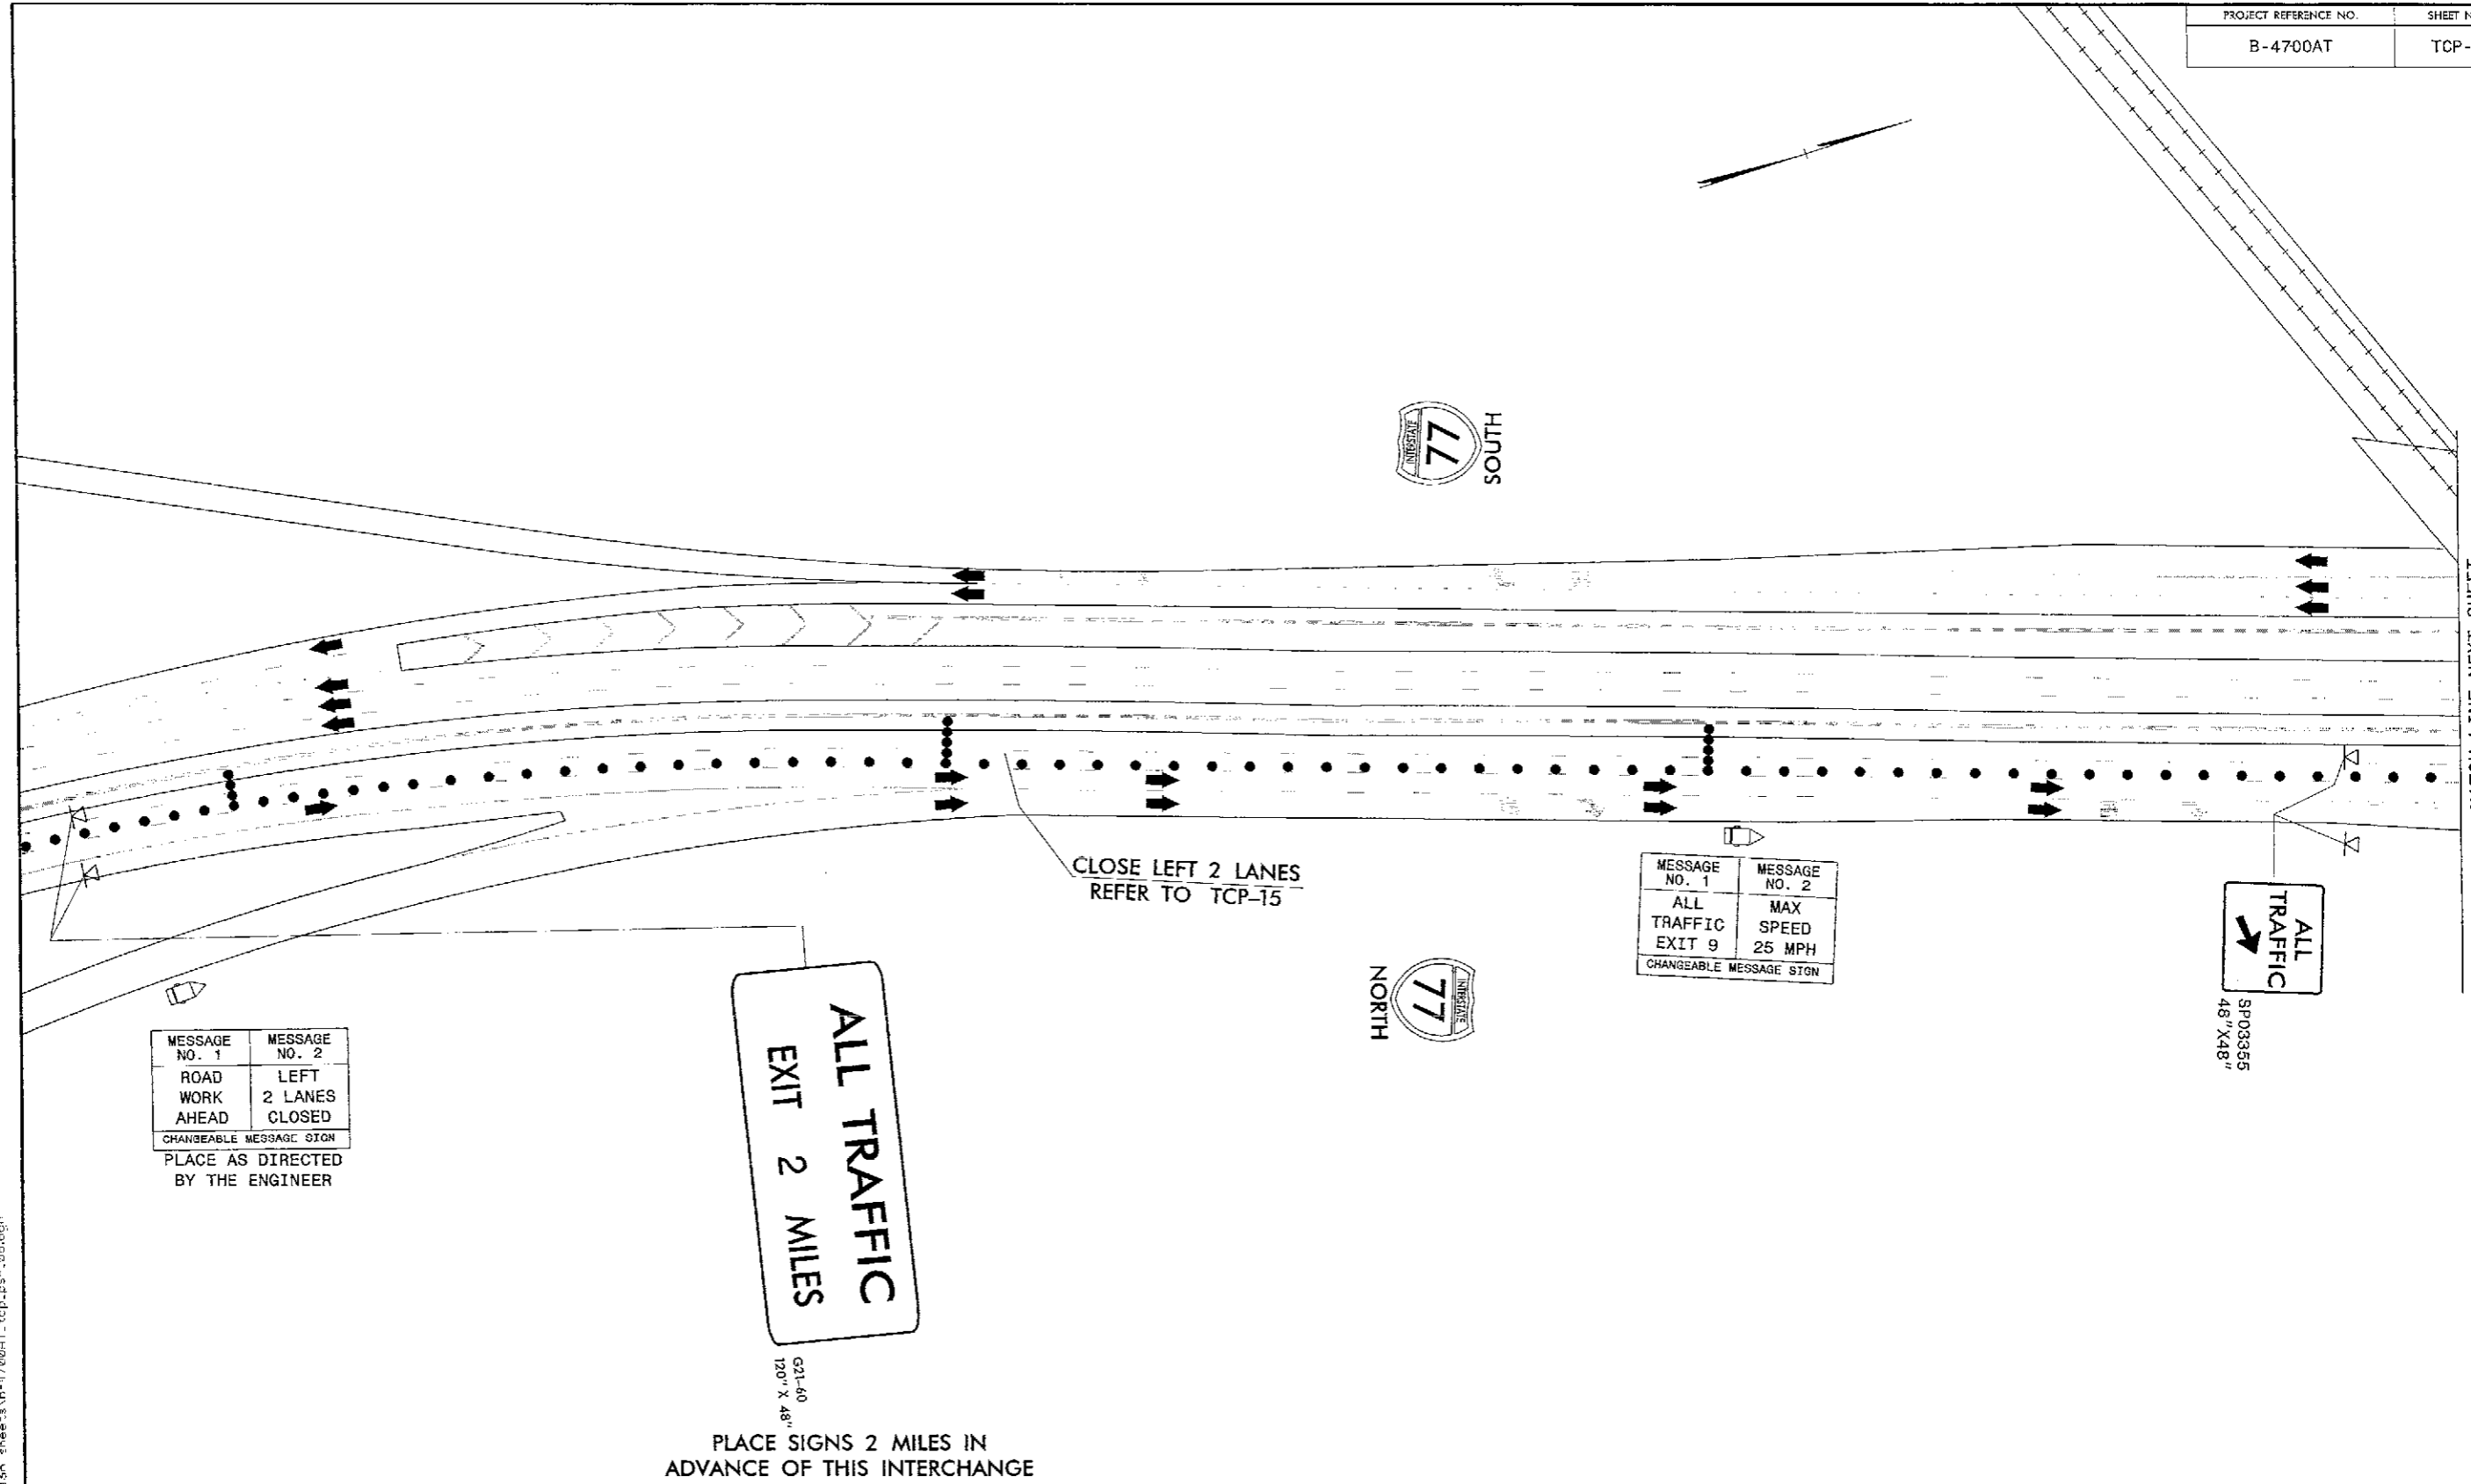 PROJECT REFERENCE NO.
SHEET N
B-4700AT
TCP-
SOUTH
INTERSTATE
77
CLOSE LEFT 2 LANES
REFER TO TCP-15
MESSAGE NO. 1
MESSAGE NO. 2
ALL
MAX
TRAFFIC
SPEED
EXIT 9
25 MPH
CHANGEABLE MESSAGE SIGN
ALL
TRAFFIC
SP03355
48"X48"
INTERSTATE
77
NORTH
MESSAGE NO. 1
MESSAGE NO. 2
ROAD
LEFT
WORK
2 LANES
AHEAD
CLOSED
CHANGEABLE MESSAGE SIGN
PLACE AS DIRECTED
BY THE ENGINEER
ALL TRAFFIC
EXIT 2 MILES
G21-60
120" X 48"
PLACE SIGNS 2 MILES IN
ADVANCE OF THIS INTERCHANGE